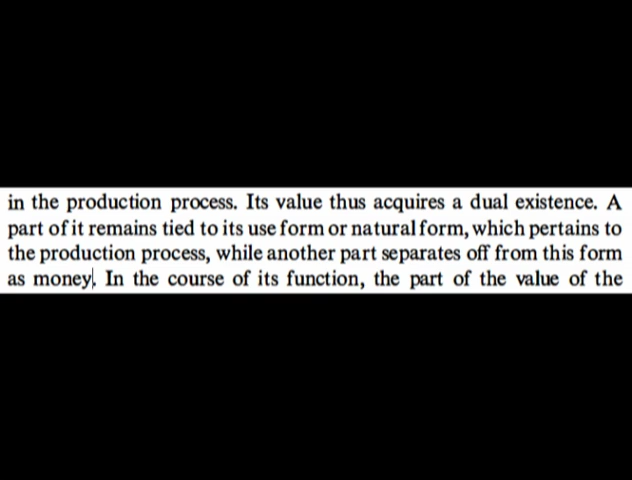 in the production process. Its value thus acquires a dual existence. A
part of it remains tied to its use form or natural form, which pertains to
the production process, while another part separates off from this form
as money. In the course of its function, the part of the value of the